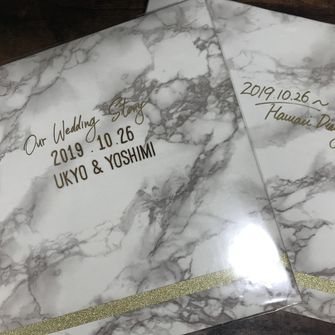 Our Wedding Story
2019.10.26
UKYO & YOSHIMI
2019.10.26~
Hawaii